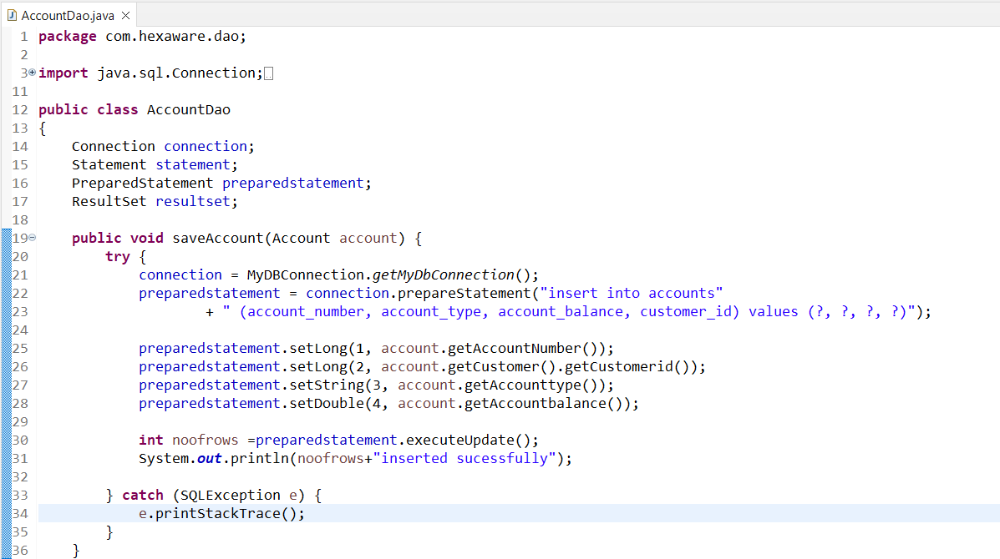 AccountDao.java
1 package com.hexaware.dao;
2
3 import java.sql.Connection;
11
12 public class AccountDao
13 {
14     Connection connection;
15     Statement statement;
16     PreparedStatement preparedstatement;
17     ResultSet resultset;
18
19     public void saveAccount(Account account) {
20         try {
21             connection = MyDBConnection.getMyDbConnection();
22             preparedstatement = connection.prepareStatement("insert into accounts"
23                     + " (account_number, account_type, account_balance, customer_id) values (?, ?, ?, ?)");
24
25             preparedstatement.setLong(1, account.getAccountNumber());
26             preparedstatement.setLong(2, account.getCustomer().getCustomerid());
27             preparedstatement.setString(3, account.getAccounttype());
28             preparedstatement.setDouble(4, account.getAccountbalance());
29
30             int noofrows =preparedstatement.executeUpdate();
31             System.out.println(noofrows+"inserted sucessfully");
32
33         } catch (SQLException e) {
34             e.printStackTrace();
35         }
36     }